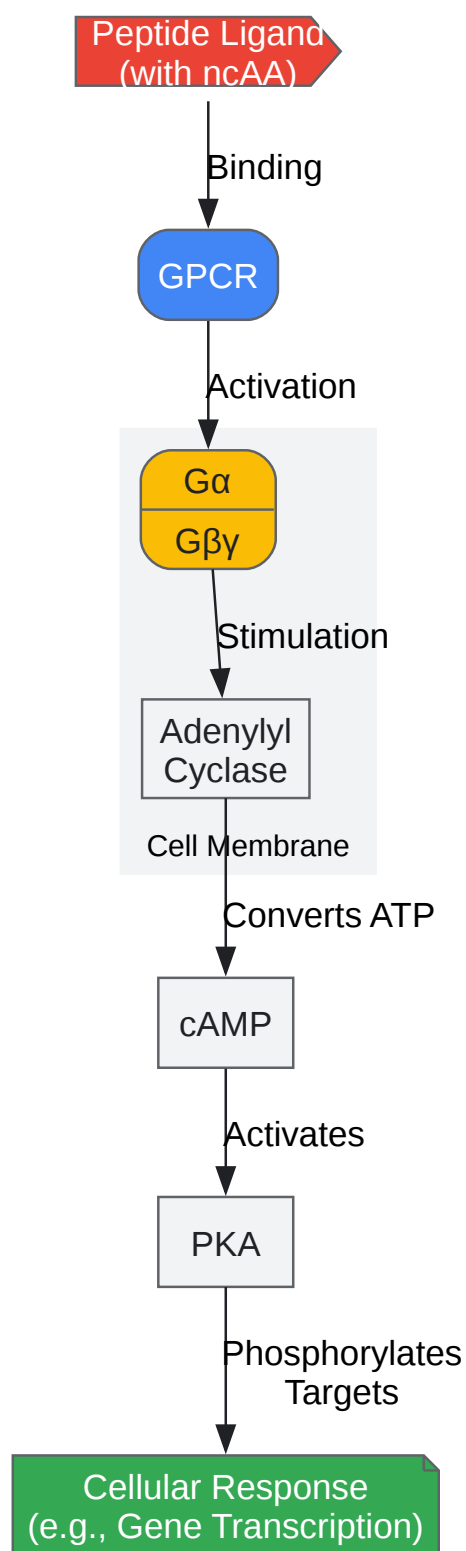 Peptide Ligand
(with ncAA)
Binding
GPCR
Activation
Gα
Gβγ
Stimulation
Adenylyl
Cyclase
Cell Membrane
Converts ATP
cAMP
Activates
PKA
Phosphorylates
Targets
Cellular Response
(e.g., Gene Transcription)